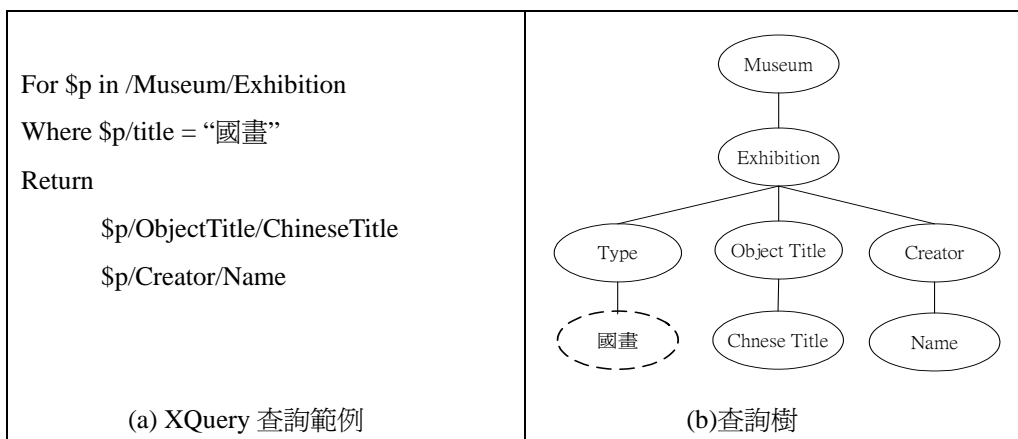 For $p in /Museum/Exhibition
Where $p/title = “國畫”
Return
$p/ObjectTitle/ChineseTitle
$p/Creator/Name
(a) XQuery 查詢範例
Museum
Exhibition
Type
Object Title
Creator
國畫
Chnese Title
Name
(b)查詢樹